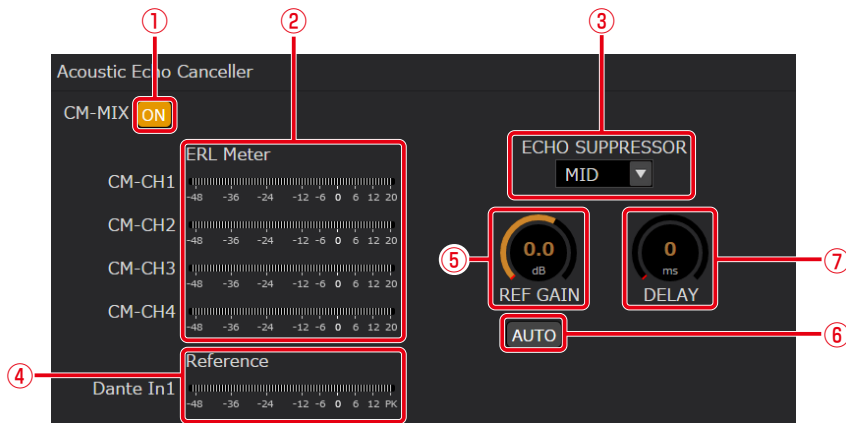 ① ② ③
Acoustic Echo Canceller
CM-MIX ON
ERL Meter
CM-CH1
-48 -36 -24 -12 -6 0 6 12 20
CM-CH2
-48 -36 -24 -12 -6 0 6 12 20
CM-CH3
-48 -36 -24 -12 -6 0 6 12 20
CM-CH4
-48 -36 -24 -12 -6 0 6 12 20
④
Reference
Dante In1
-48 -36 -24 -12 -6 0 6 12 PK
ECHO SUPPRESSOR
MID
⑤
0.0
dB
REF GAIN
0
ms
DELAY
⑦
AUTO
⑥